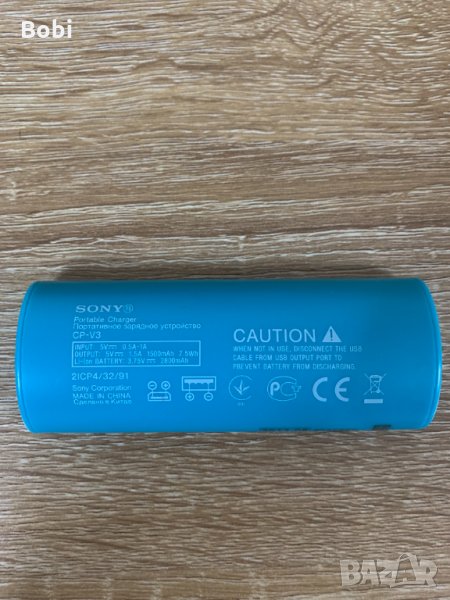 Bobi
SONY
Portable Charger
Портативное зарядное устройство
CP-V3
INPUT: 5V⎓ 0.5A-1A
OUTPUT: 5V⎓ 1.5A 1500mAh 7.5Wh
Li-ion BATTERY: 3.75V⎓ 2800mAh
2ICP4/32/91
Sony Corporation
MADE IN CHINA
Сделано в Китае
CAUTION
WHEN NOT IN USE, DISCONNECT THE USB
CABLE FROM USB OUTPUT PORT TO
PREVENT BATTERY FROM DISCHARGING.
CE
BAZAR